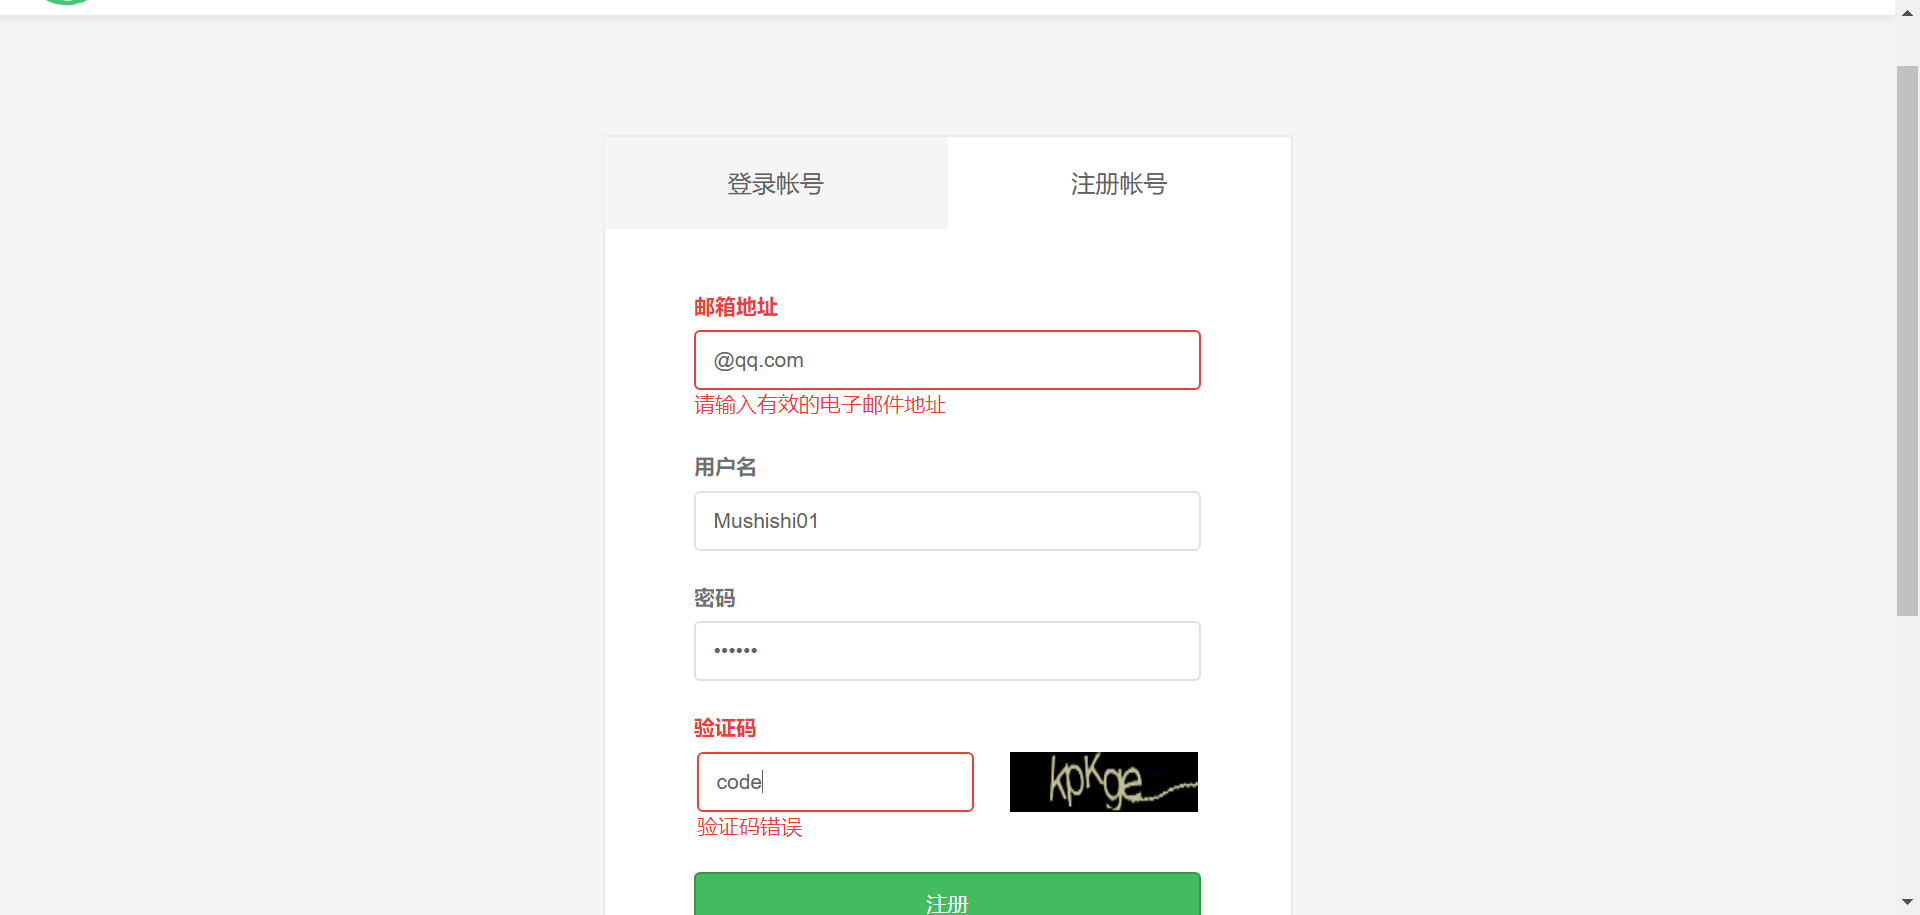 登录帐号
注册帐号
邮箱地址
@qq.com
请输入有效的电子邮件地址
用户名
Mushishi01
密码
••••••
验证码
code
kpKge
验证码错误
注册